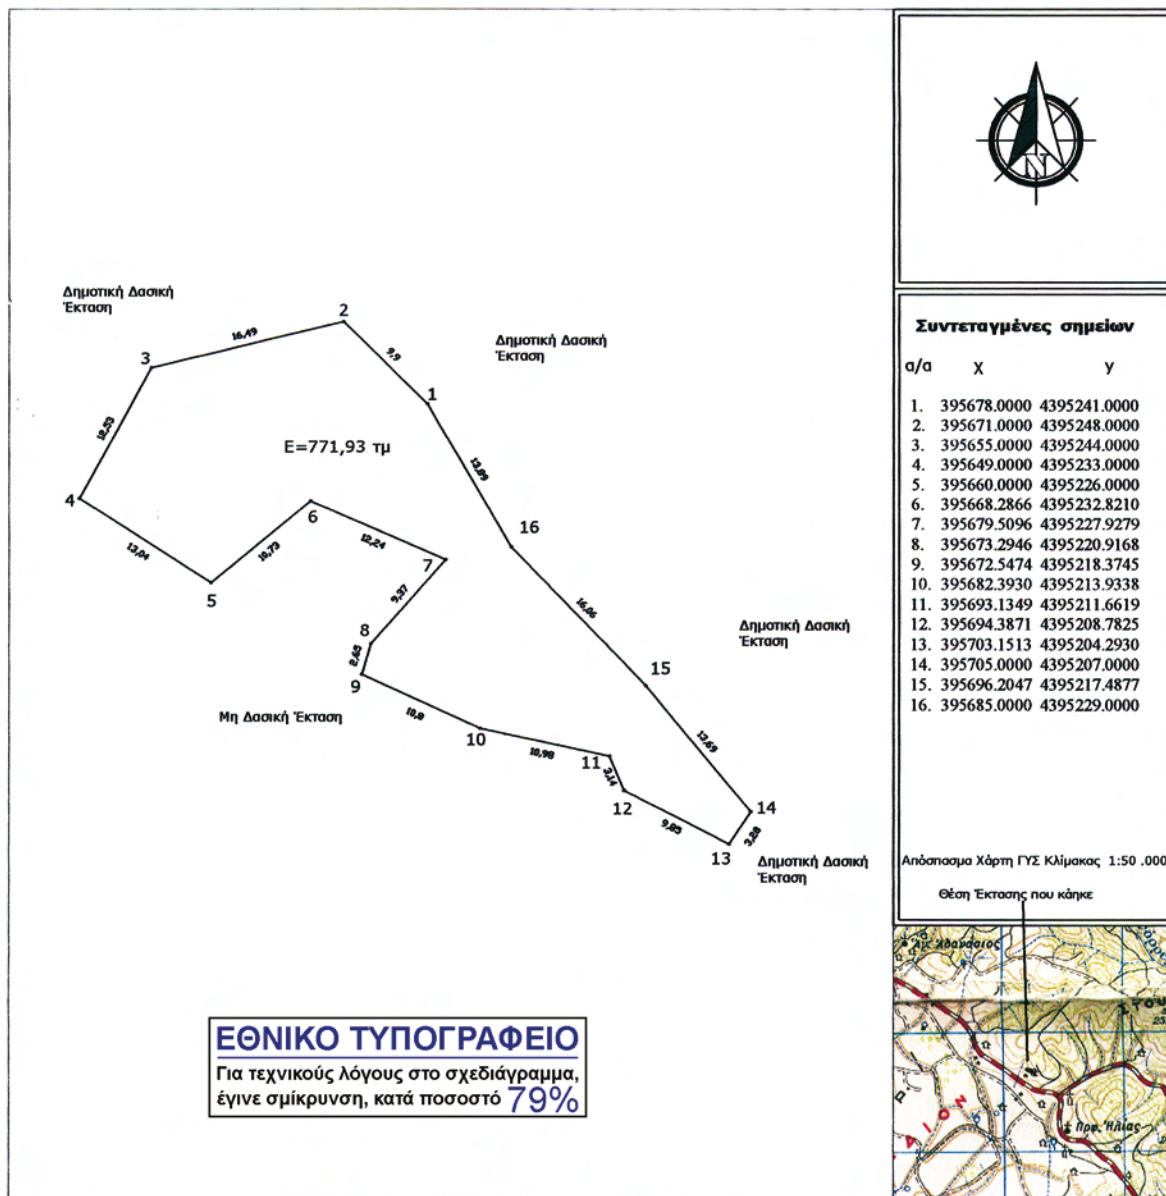 N
Δημοτική Δασική
Έκταση
2
16,49
9,9
Δημοτική Δασική
Έκταση
3
1
12,53
Ε=771,93 τμ
13,89
4
6
16
13,04
10,73
12,24
7
5
9,37
16,06
8
2,65
9
Δημοτική Δασική
Έκταση
15
Μη Δασική Έκταση
10,8
10
10,98
11
13,69
3,14
12
14
9,85
3,28
13
Δημοτική Δασική
Έκταση
Συντεταγμένες σημείων
α/α χ y
1. 395678.0000 4395241.0000
2. 395671.0000 4395248.0000
3. 395655.0000 4395244.0000
4. 395649.0000 4395233.0000
5. 395660.0000 4395226.0000
6. 395668.2866 4395232.8210
7. 395679.5096 4395227.9279
8. 395673.2946 4395220.9168
9. 395672.5474 4395218.3745
10. 395682.3930 4395213.9338
11. 395693.1349 4395211.6619
12. 395694.3871 4395208.7825
13. 395703.1513 4395204.2930
14. 395705.0000 4395207.0000
15. 395696.2047 4395217.4877
16. 395685.0000 4395229.0000
Απόσπασμα Χάρτη ΓΥΣ Κλίμακας 1:50 .000
Θέση Έκτασης που κάηκε
Ἁγ. Ἀθανάσιος
Προφ. Ἠλίας
ΔΙΟΝ
ΕΘΝΙΚΟ ΤΥΠΟΓΡΑΦΕΙΟ
Για τεχνικούς λόγους στο σχεδιάγραμμα,
έγινε σμίκρυνση, κατά ποσοστό 79%